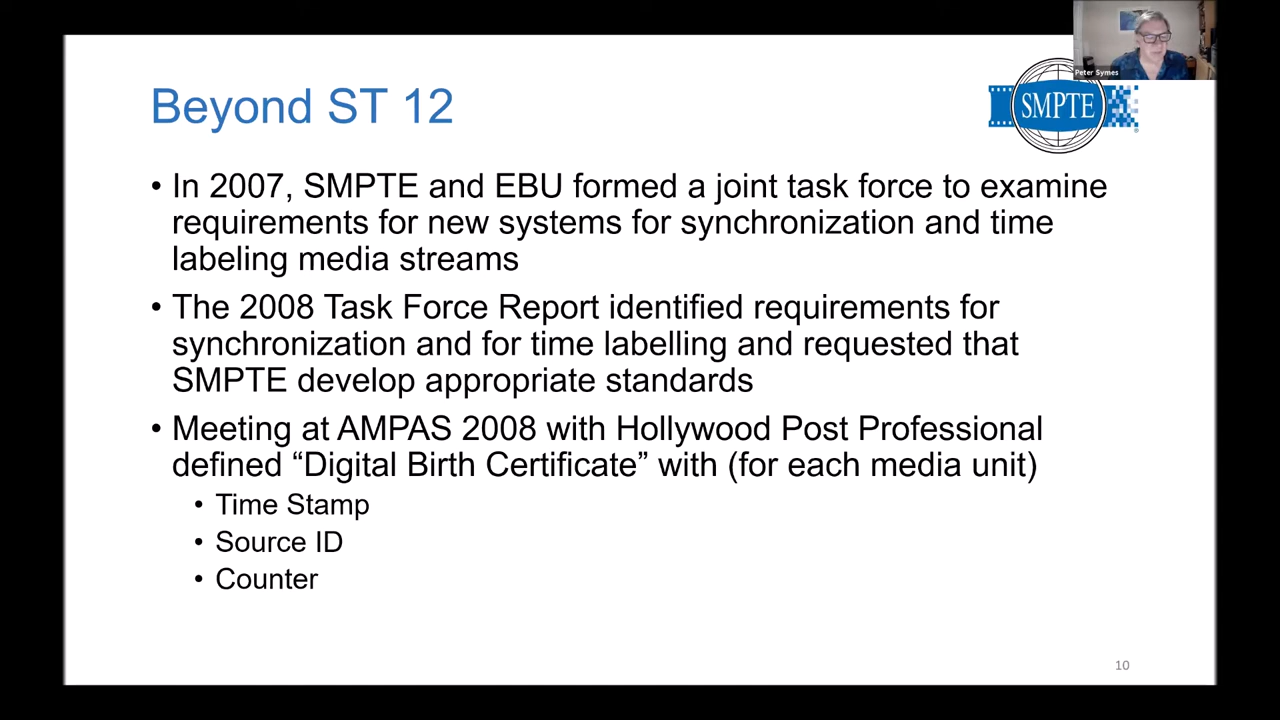 Peter Symes
Beyond ST 12
SMPTE
• In 2007, SMPTE and EBU formed a joint task force to examine
requirements for new systems for synchronization and time
labeling media streams
• The 2008 Task Force Report identified requirements for
synchronization and for time labelling and requested that
SMPTE develop appropriate standards
• Meeting at AMPAS 2008 with Hollywood Post Professional
defined “Digital Birth Certificate” with (for each media unit)
• Time Stamp
• Source ID
• Counter
10